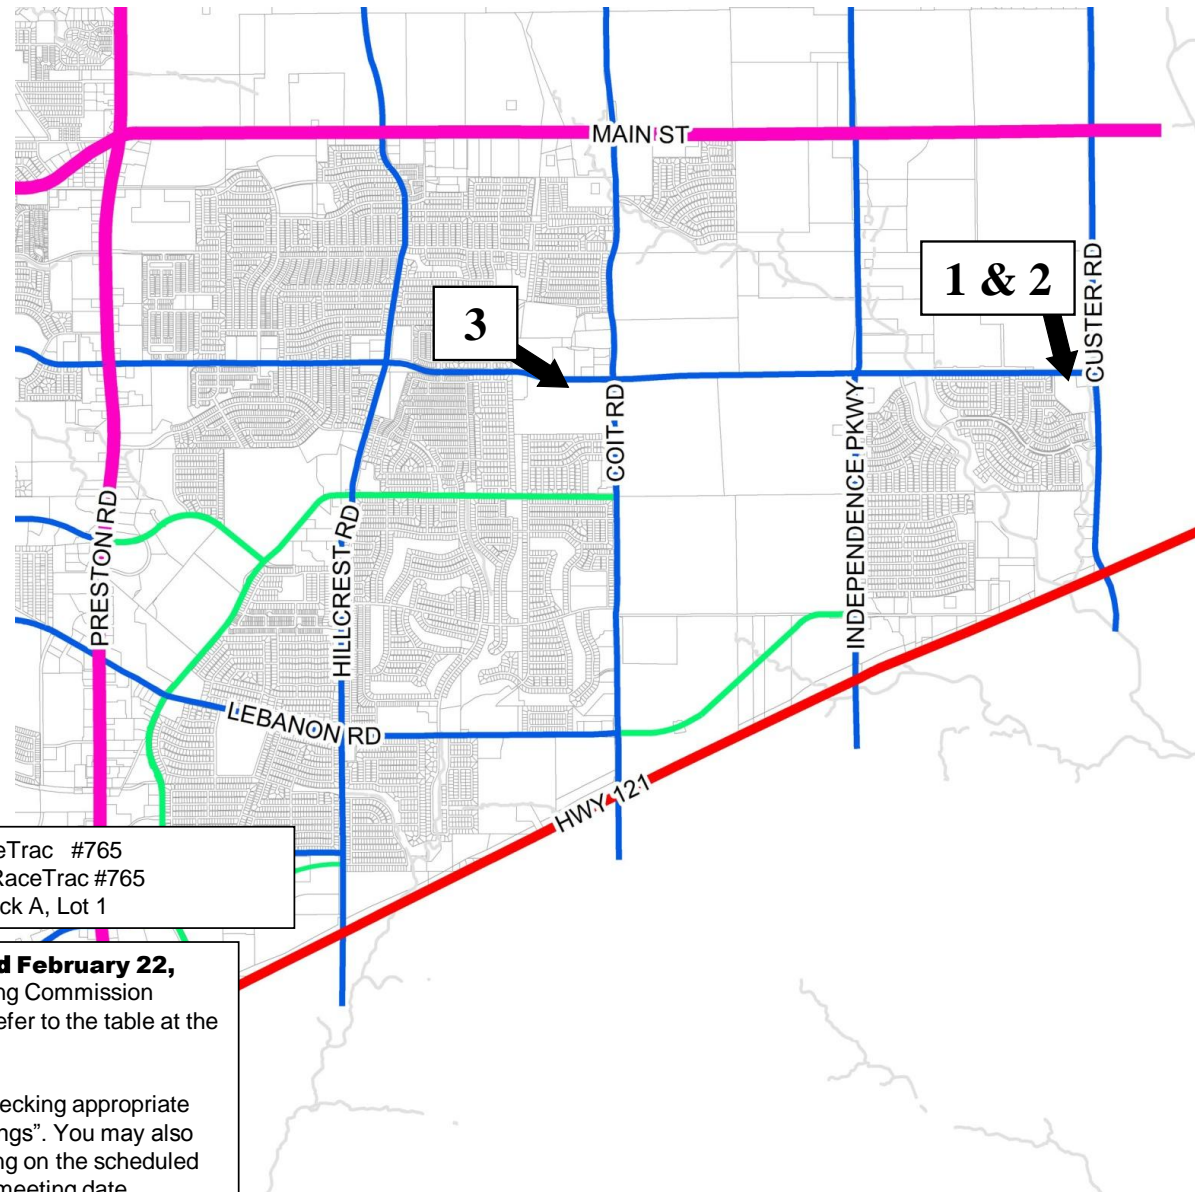 MAIN ST
1 & 2
CUSTER RD
3
COIT RD
INDEPENDENCE PKWY
PRESTON RD
HILLCREST RD
LEBANON RD
HWY 121
eTrac #765
RaceTrac #765
ck A, Lot 1
d February 22,
ng Commission
efer to the table at the
ecking appropriate
ngs”. You may also
ng on the scheduled
meeting date